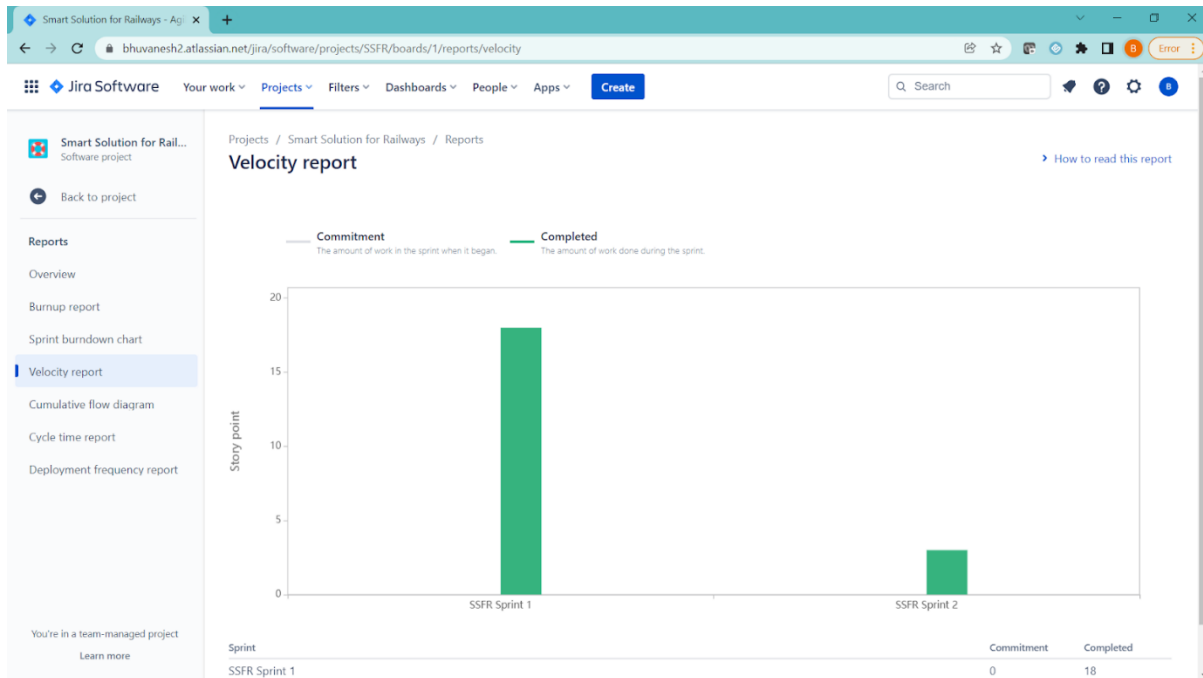 Smart Solution for Railways - Agi
bhuvanesh2.atlassian.net/jira/software/projects/SSFR/boards/1/reports/velocity
B
Error
Jira Software
Your work
Projects
Filters
Dashboards
People
Apps
Create
Search
B
Smart Solution for Rail...
Software project
Back to project
Reports
Overview
Burnup report
Sprint burndown chart
Velocity report
Cumulative flow diagram
Cycle time report
Deployment frequency report
You're in a team-managed project
Learn more
Projects / Smart Solution for Railways / Reports
Velocity report
How to read this report
Commitment
The amount of work in the sprint when it began.
Completed
The amount of work done during the sprint.
Story point
20
15
10
5
0
SSFR Sprint 1
SSFR Sprint 2
Sprint Commitment Completed
SSFR Sprint 1 0 18